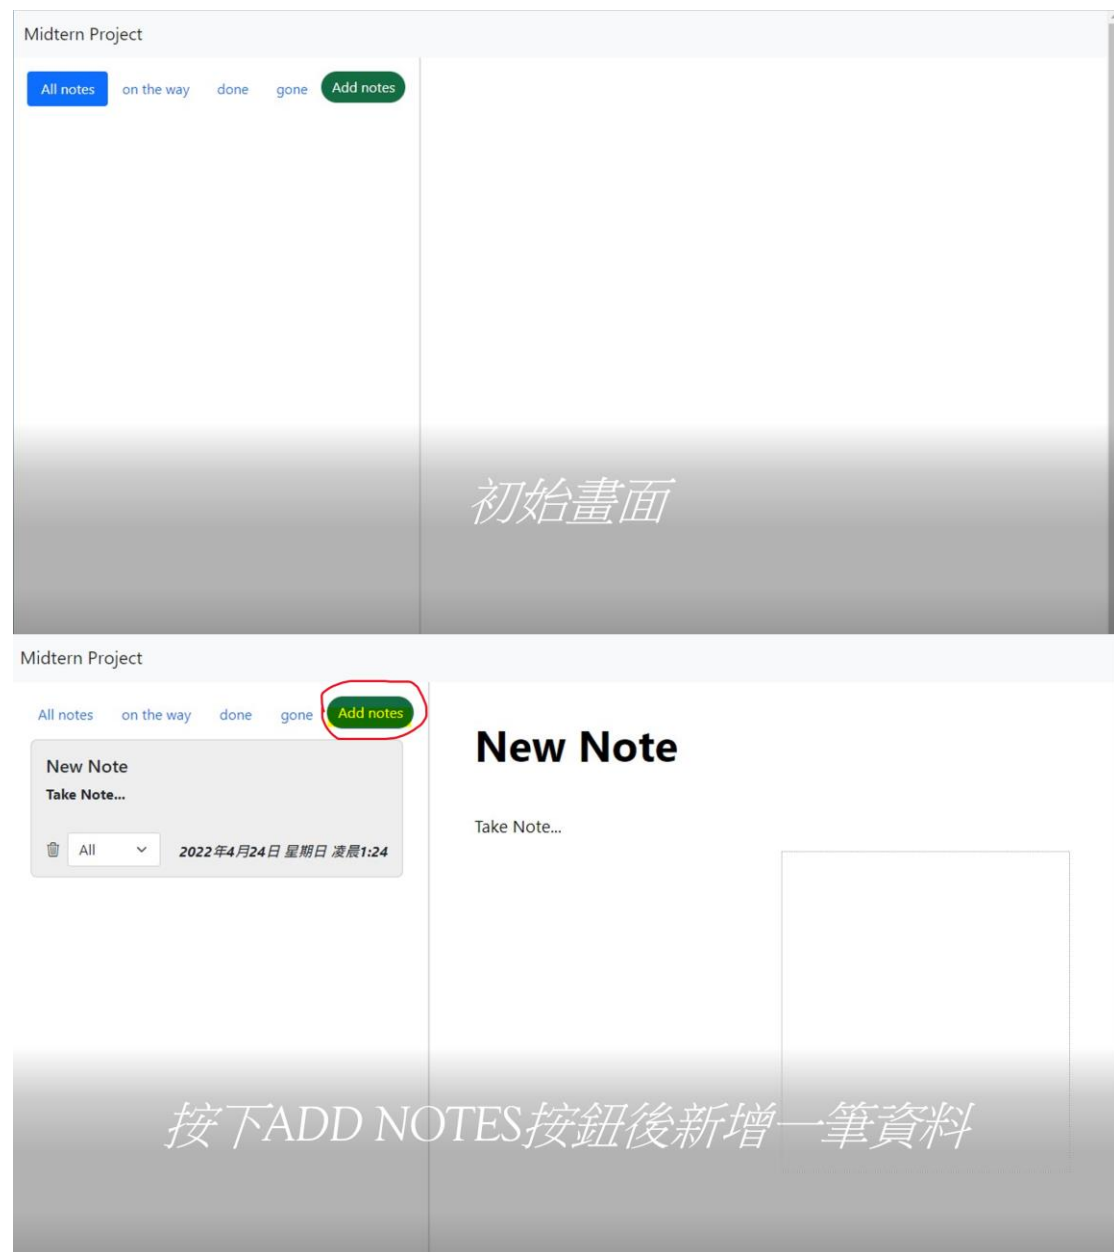 Midtern Project
All notes on the way done gone Add notes
初始畫面
Midtern Project
All notes on the way done gone Add notes
New Note
Take Note...
All 2022年4月24日 星期日 凌晨1:24
New Note
Take Note...
按下ADD NOTES按鈕後新增一筆資料